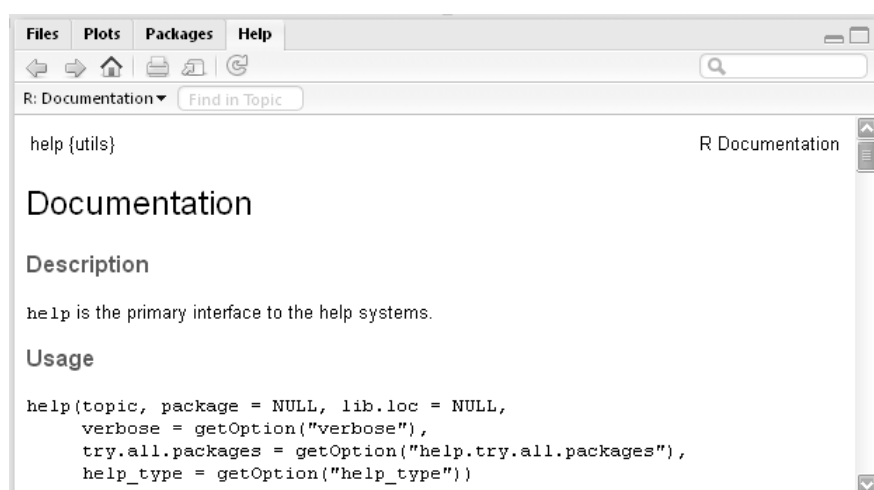 Files Plots Packages Help
R: Documentation Find in Topic
help {utils} R Documentation
Documentation
Description
help is the primary interface to the help systems.
Usage
help(topic, package = NULL, lib.loc = NULL,
verbose = getOption("verbose"),
try.all.packages = getOption("help.try.all.packages"),
help_type = getOption("help_type"))